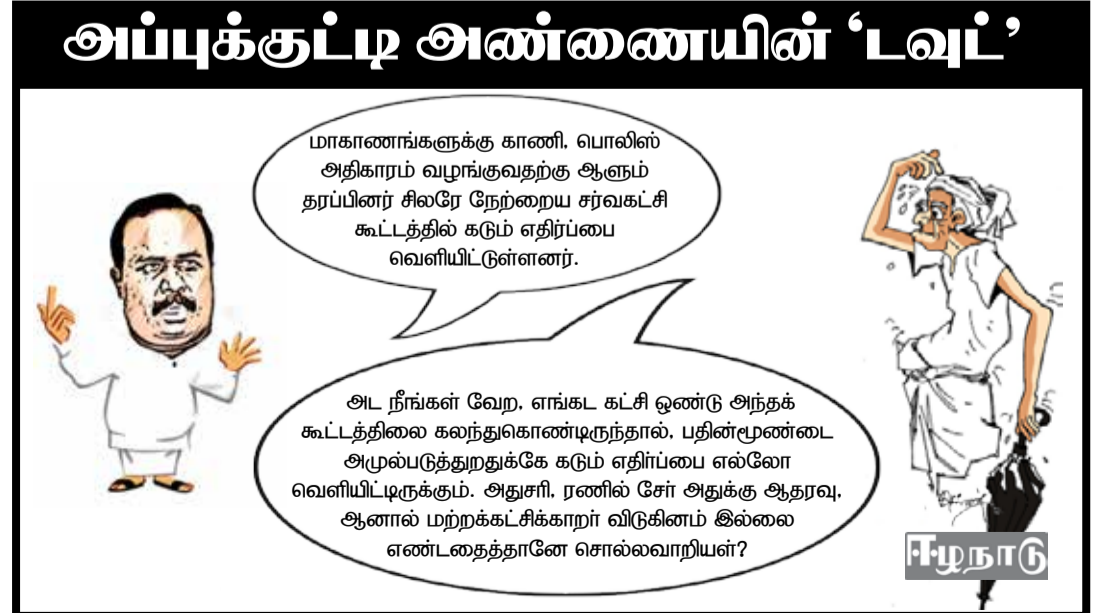 அப்புக்குட்டி அண்ணையின் ‘டவுட்’
மாகாணங்களுக்கு காணி, பொலிஸ்
அதிகாரம் வழங்குவதற்கு ஆளும்
தரப்பினர் சிலரே நேற்றைய சர்வகட்சி
கூட்டத்தில் கடும் எதிர்ப்பை
வெளியிட்டுள்ளனர்.
அட நீங்கள் வேற, எங்கட கட்சி ஒண்டு அந்தக்
கூட்டத்திலை கலந்துகொண்டிருந்தால், பதின்மூண்டை
அமுல்படுத்துறதுக்கே கடும் எதிர்ப்பை எல்லோ
வெளியிட்டிருக்கும். அதுசரி, ரணில் சேர் அதுக்கு ஆதரவு,
ஆனால் மற்றக்கட்சிக்காறர் விடுகினம் இல்லை
எண்டதைத்தானே சொல்லவாறியள்?
ஈழநாடு